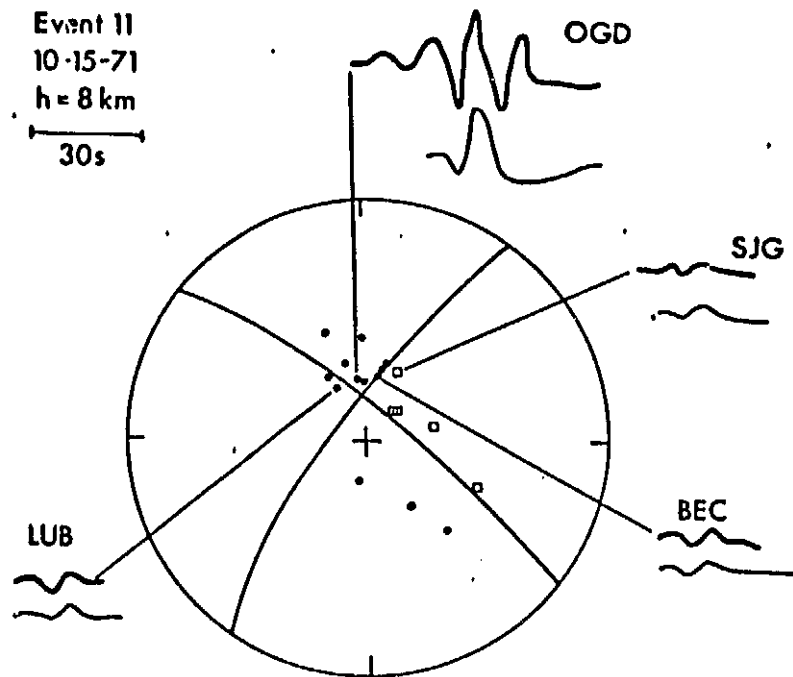 Event 11
10-15-71
h = 8 km
30s
OGD
SJG
BEC
LUB